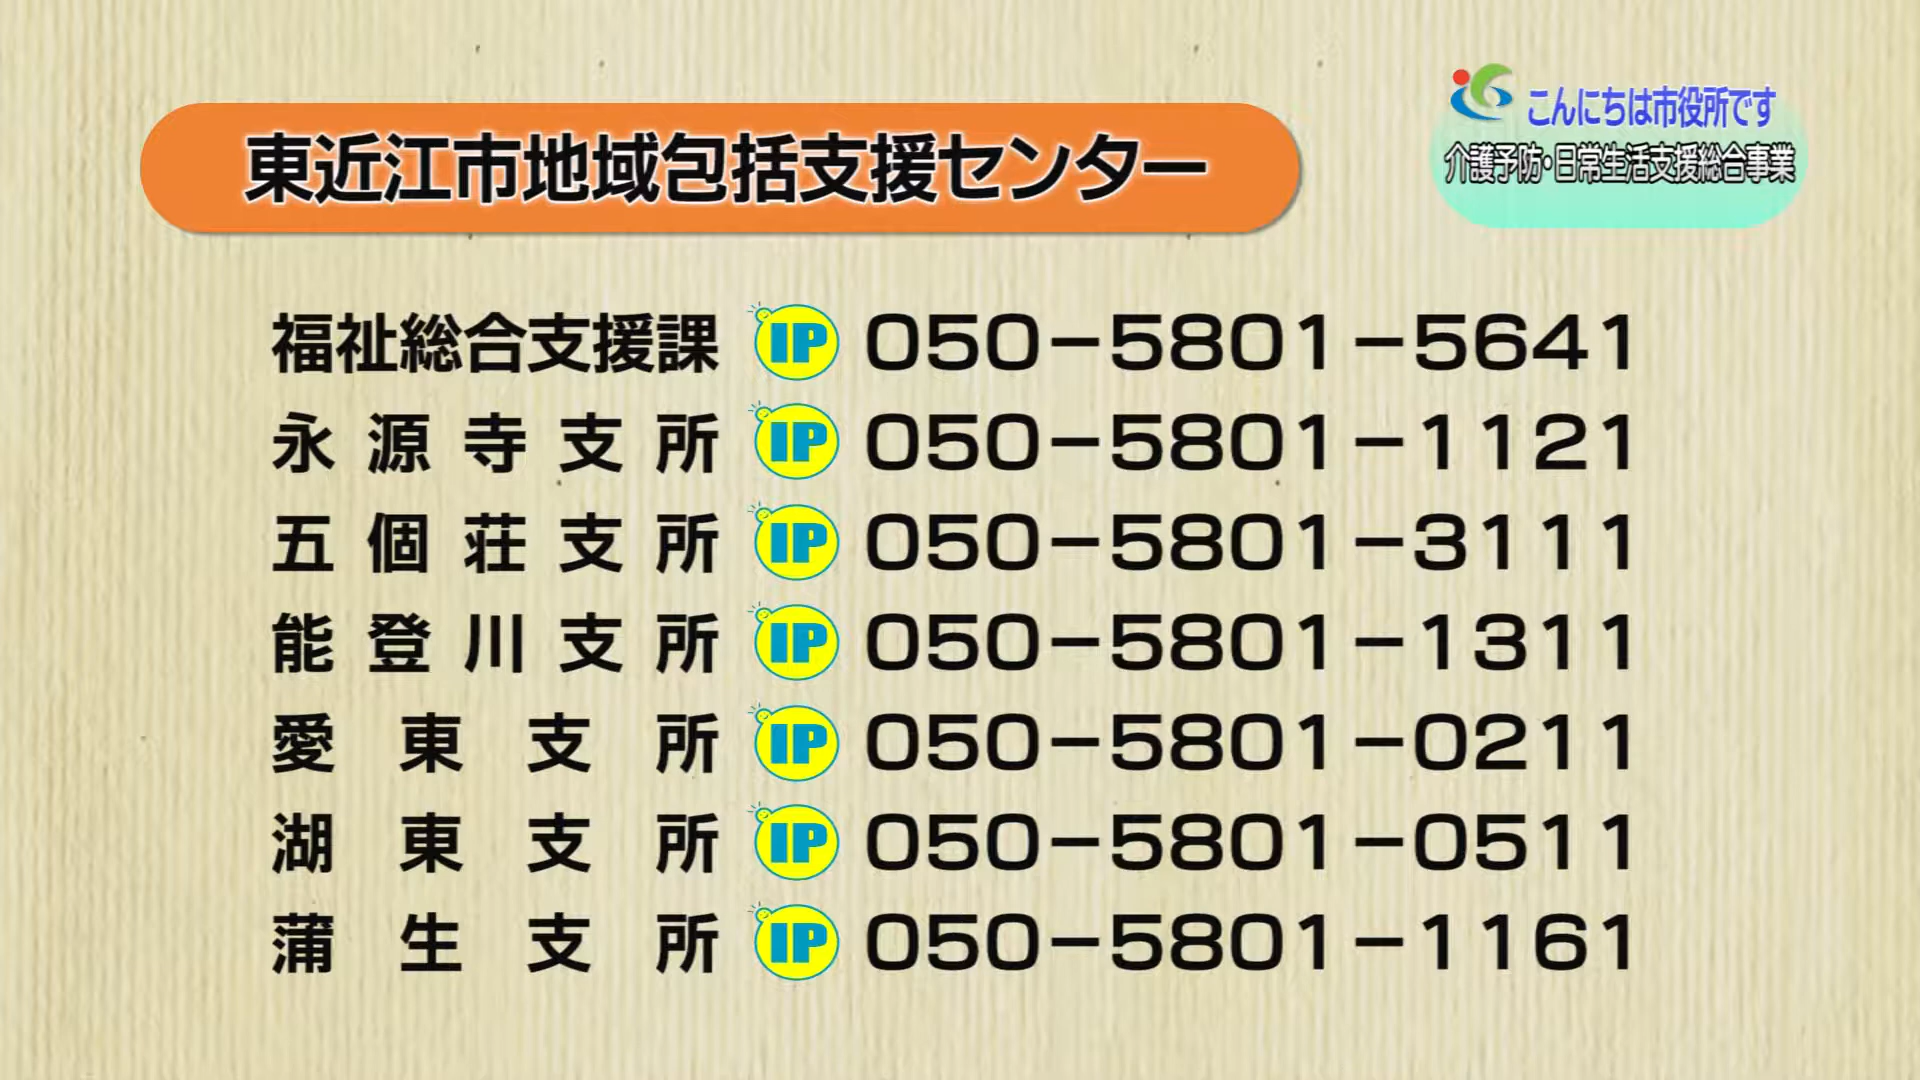 東近江市地域包括支援センター
こんにちは市役所です
介護予防・日常生活支援総合事業
福祉総合支援課 IP 050-5801-5641
永源寺支所 IP 050-5801-1121
五個荘支所 IP 050-5801-3111
能登川支所 IP 050-5801-1311
愛東支所 IP 050-5801-0211
湖東支所 IP 050-5801-0511
蒲生支所 IP 050-5801-1161